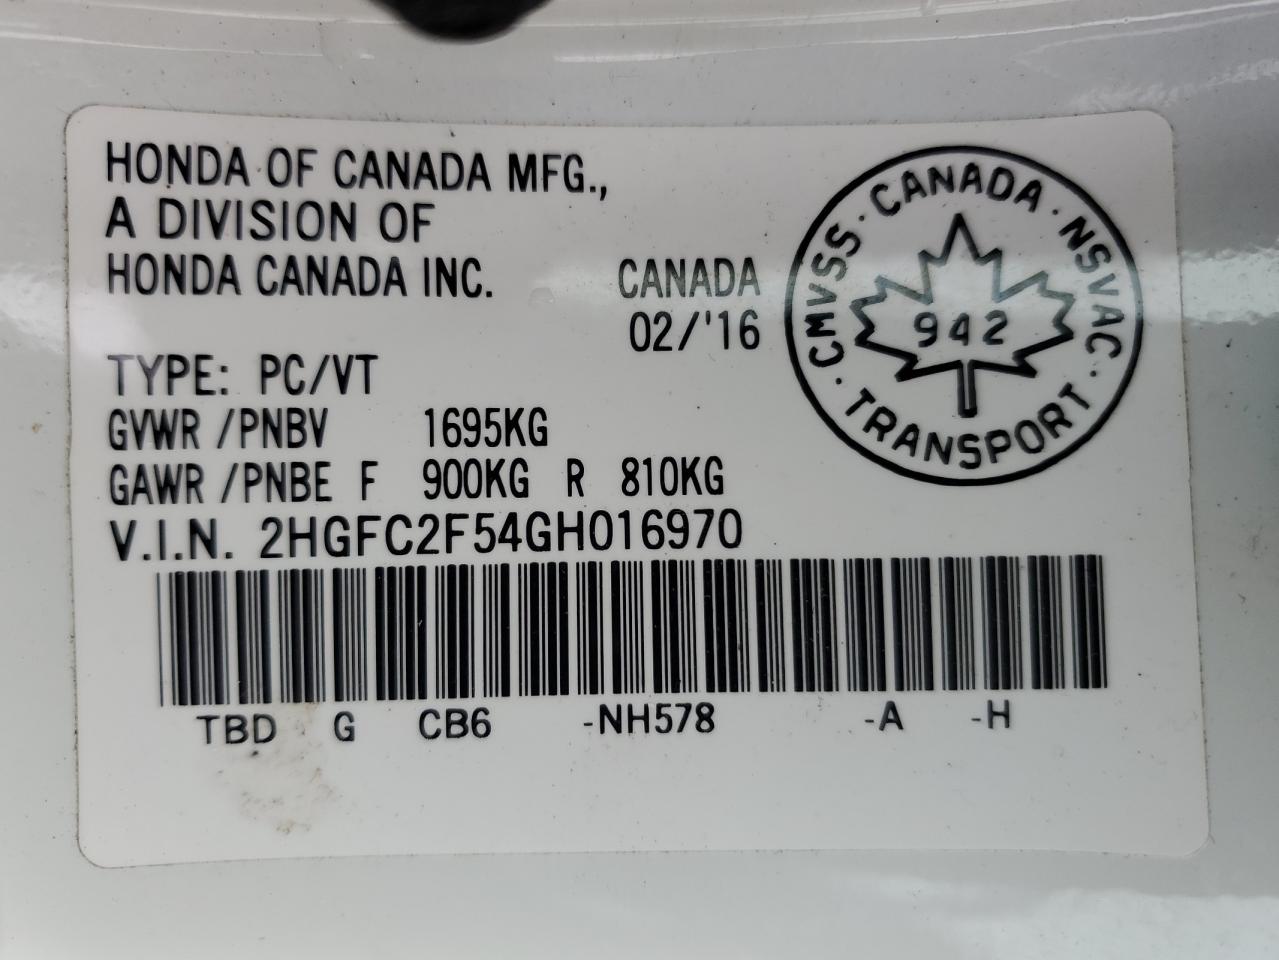 HONDA OF CANADA MFG.,
A DIVISION OF
HONDA CANADA INC.
CANADA
02/'16
CMVSS · CANADA · NSVAC · TRANSPORT ·
942
TYPE: PC/VT
GVWR /PNBV 1695KG
GAWR /PNBE F 900KG R 810KG
V.I.N. 2HGFC2F54GH016970
TBD G CB6 -NH578 -A -H